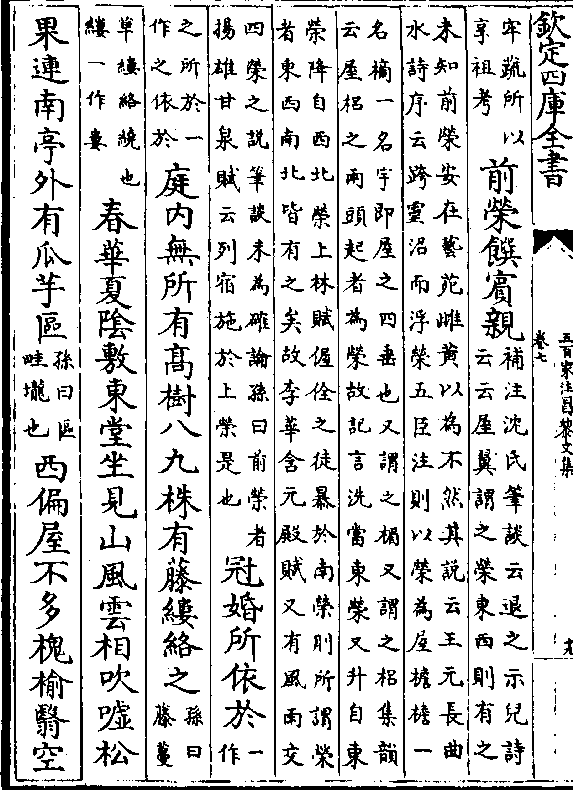 欽定四庫全書
五百家注昌黎文集
卷七
牢蔬所以
享祖考
前榮饌賓親
補注沈氏筆談云退之示兒詩
云云屋翼謂之榮東西則有之
未知前榮安在藝苑雌黄以為不然其說云王元長曲
水詩序云跨靈沼而浮榮五臣注則以榮為屋檐檐一
名樀一名宇即屋之四垂也又謂之楣又謂之梠集韻
云屋梠之兩頭起者為榮故記言洗當東榮又升自東
榮降自西北榮上林賦偓佺之徒暴於南榮則所謂榮
者東西南北皆有之矣故李華含元殿賦又有風雨交
四榮之說筆談未為確論孫曰前榮者
揚雄甘泉賦云列宿施於上榮是也
冠婚所依於
一作
之所於一
作之依於
庭内無所有髙樹八九株有藤縷絡之
孫曰
藤蔓
單縷絡繞也
縷一作婁
春華夏隂敷東堂坐見山風雲相吹噓松
果連南亭外有瓜芋區
孫曰區
畦壠也
西偏屋不多槐榆翳空